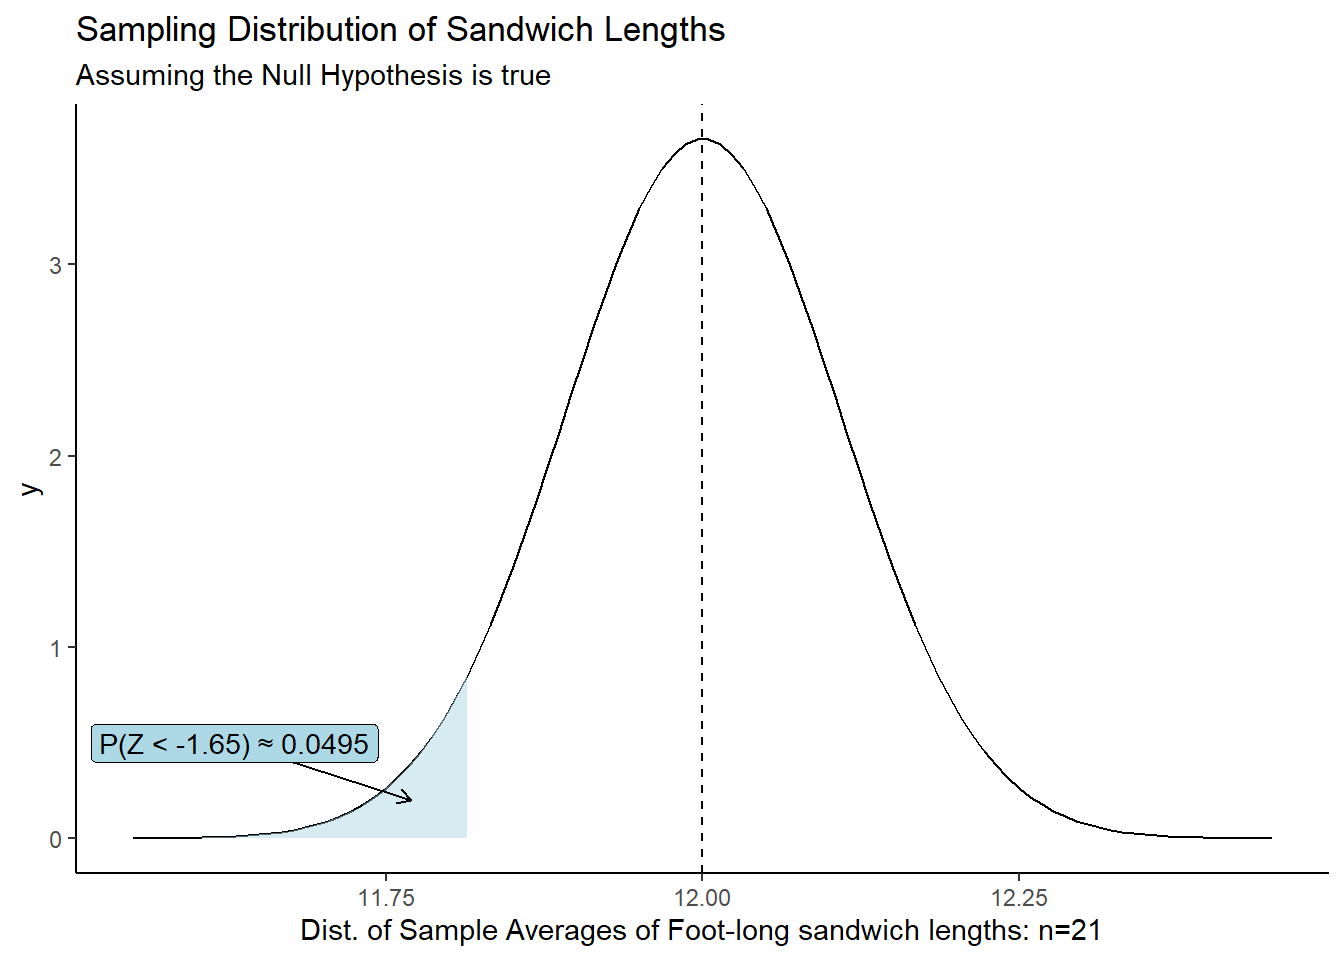 Sampling Distribution of Sandwich Lengths
Assuming the Null Hypothesis is true
3
2
y
1
P(Z < -1.65) ≈ 0.0495
0
11.75 12.00 12.25
Dist. of Sample Averages of Foot-long sandwich lengths: n=21